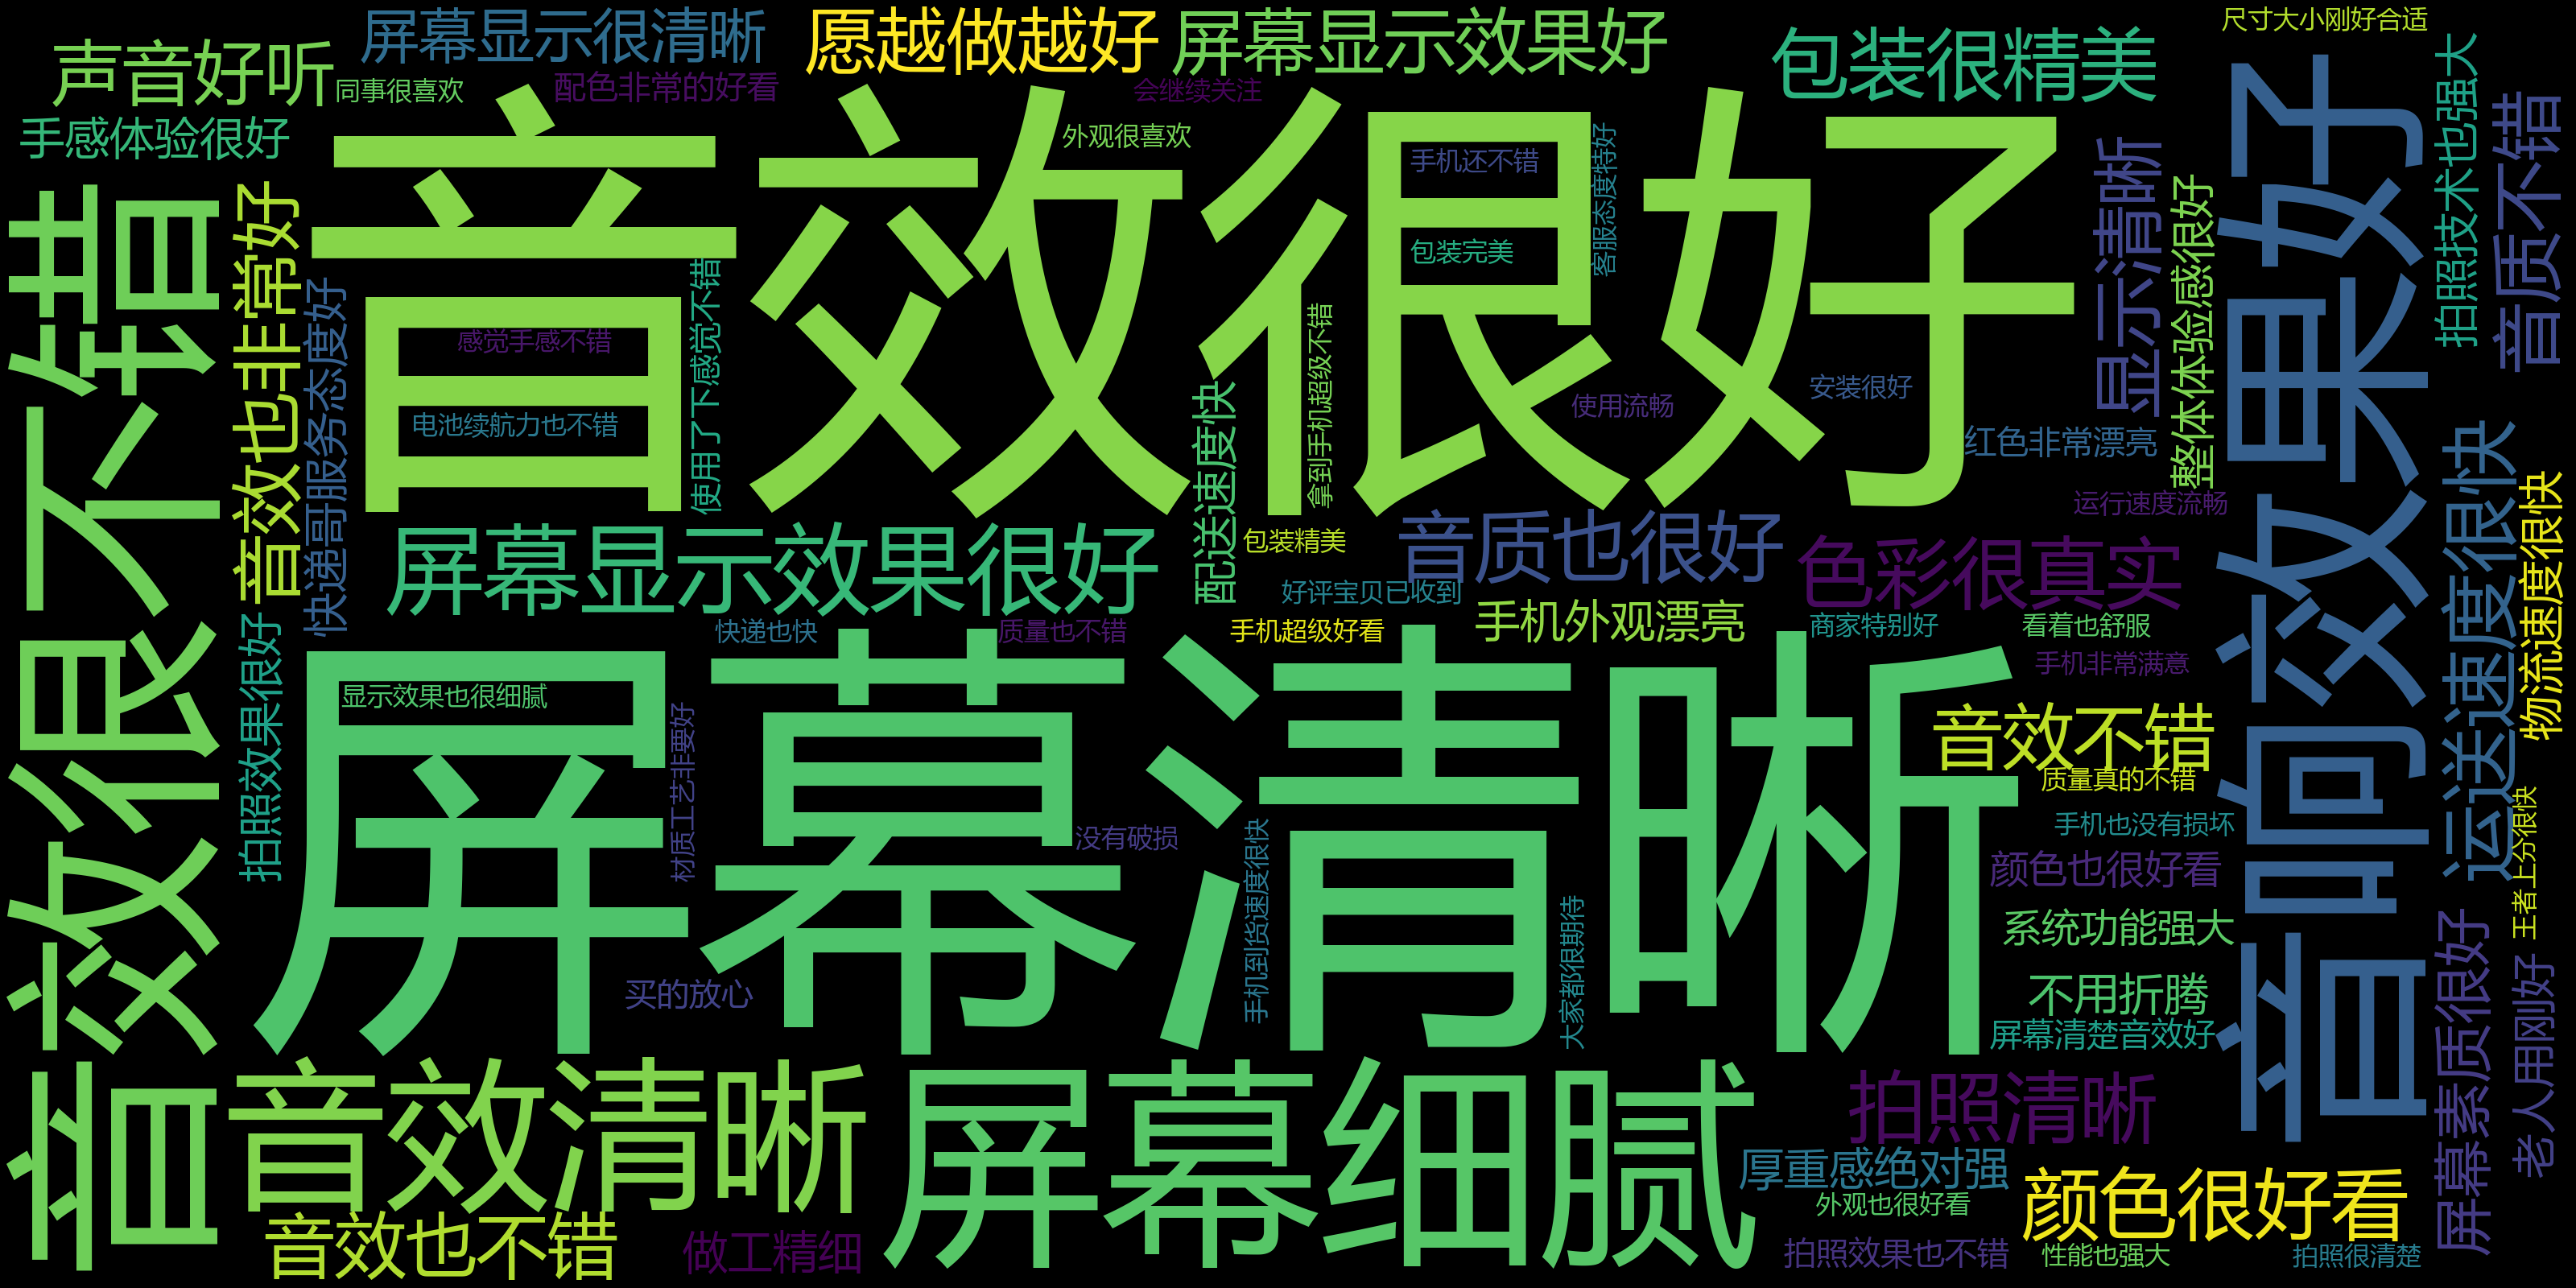 声音好听
屏幕显示很清晰
愿越做越好
屏幕显示效果好
包装很精美
尺寸大小刚好合适
同事很喜欢
配色非常的好看
会继续关注
手感体验很好
外观很喜欢
音效很好
手机还不错
包装完美
客服态度特好
显示清晰
整体体验感很好
音响效果好
拍照技术也强大
音质不错
音效很不错
音效也非常好
快递哥服务态度好
感觉手感不错
电池续航力也不错
使用了下感觉不错
拿到手机超级不错
配送速度快
使用流畅
安装很好
红色非常漂亮
运行速度流畅
运送速度很快
物流速度很快
屏幕显示效果很好
包装精美
音质也很好
色彩很真实
好评宝贝已收到
手机外观漂亮
商家特别好
看着也舒服
快递也快
质量也不错
手机超级好看
手机非常满意
拍照效果很好
显示效果也很细腻
屏幕清晰
材质工艺非要好
没有破损
手机到货速度很快
大家都很期待
买的放心
音效不错
质量真的不错
手机也没有损坏
颜色也很好看
系统功能强大
不用折腾
屏幕清楚音效好
王者上分很快
老人用刚好
屏幕素质很好
音效清晰
屏幕细腻
拍照清晰
厚重感绝对强
外观也很好看
颜色很好看
音效也不错
做工精细
拍照效果也不错
性能也强大
拍照很清楚